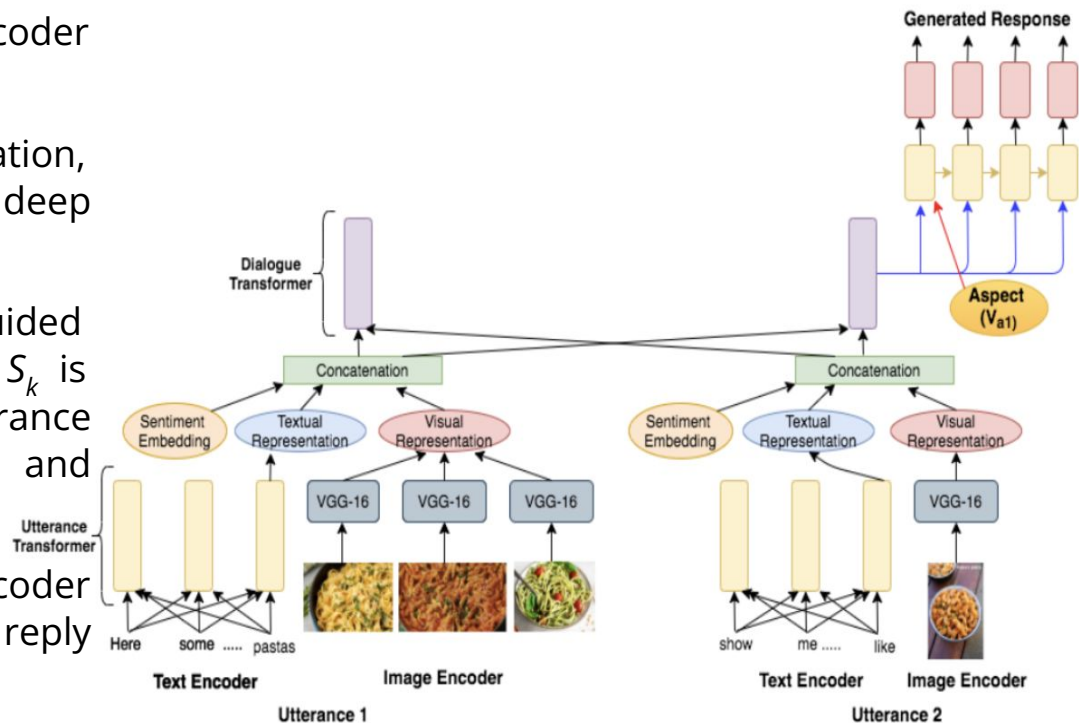 coder
ation,
deep
uided
S_k is
rance
and
coder
reply
Generated Response
Aspect
(V_a1)
Dialogue
Transformer
Concatenation
Concatenation
Sentiment
Embedding
Textual
Representation
Visual
Representation
Sentiment
Embedding
Textual
Representation
Visual
Representation
Utterance
Transformer
VGG-16
VGG-16
VGG-16
VGG-16
Here some ..... pastas
show me ..... like
Text Encoder
Image Encoder
Text Encoder
Image Encoder
Utterance 1
Utterance 2